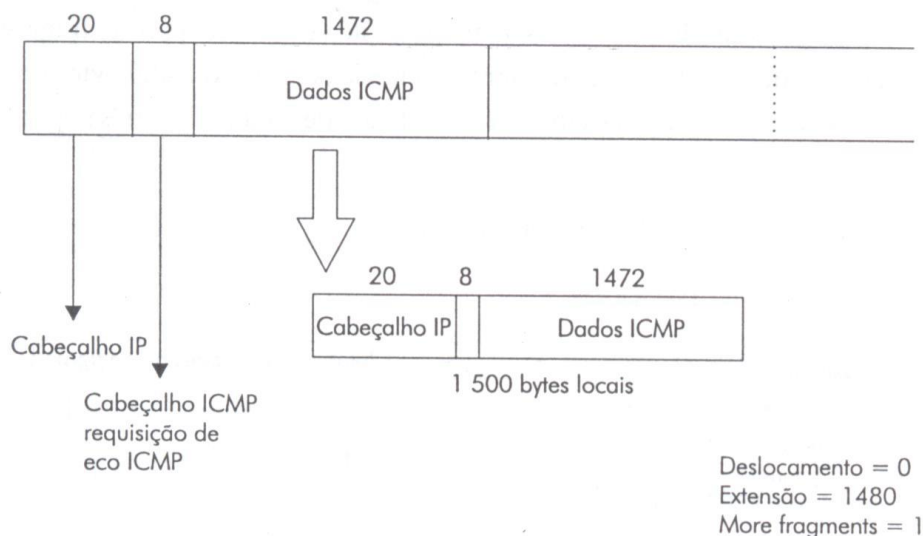 20 8 1472
Dados ICMP
20 8 1472
Cabeçalho IP Dados ICMP
Cabeçalho IP
1 500 bytes locais
Cabeçalho ICMP
requisição de
eco ICMP
Deslocamento = 0
Extensão = 1480
More fragments = 1